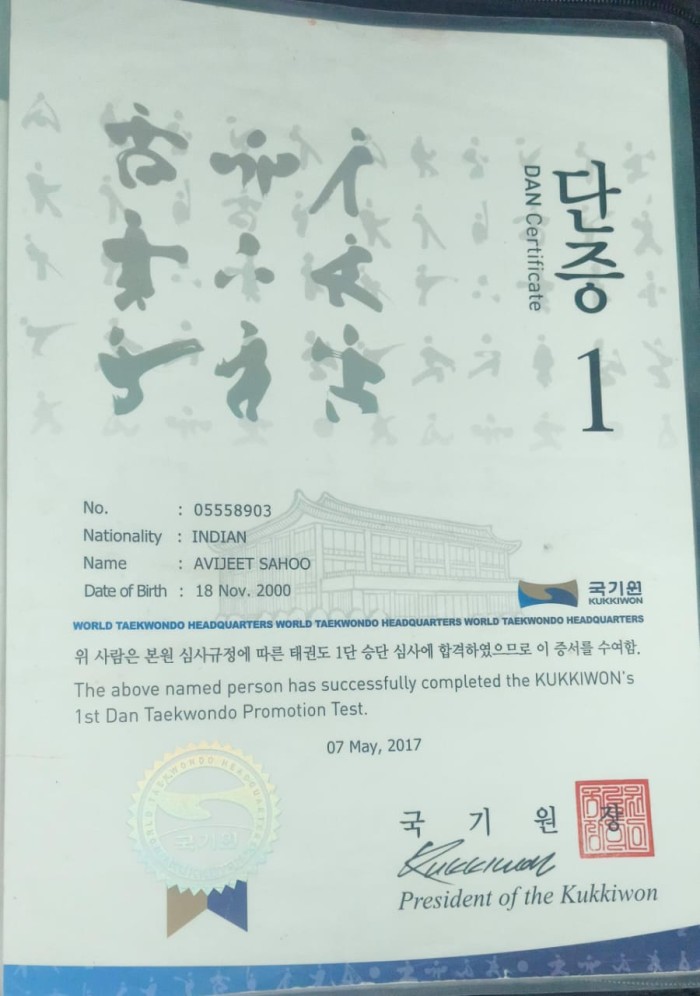 단증
DAN Certificate
1
No. : 05558903
Nationality : INDIAN
Name : AVIJEET SAHOO
Date of Birth : 18 Nov. 2000
국기원
KUKKIWON
WORLD TAEKWONDO HEADQUARTERS WORLD TAEKWONDO HEADQUARTERS WORLD TAEKWONDO HEADQUARTERS
위 사람은 본원 심사규정에 따른 태권도 1단 승단 심사에 합격하였으므로 이 증서를 수여함.
The above named person has successfully completed the KUKKIWON's
1st Dan Taekwondo Promotion Test.
07 May, 2017
WORLD TAEKWONDO HEADQUARTERS
국기원
국 기 원 장
Kukkiwon
President of the Kukkiwon